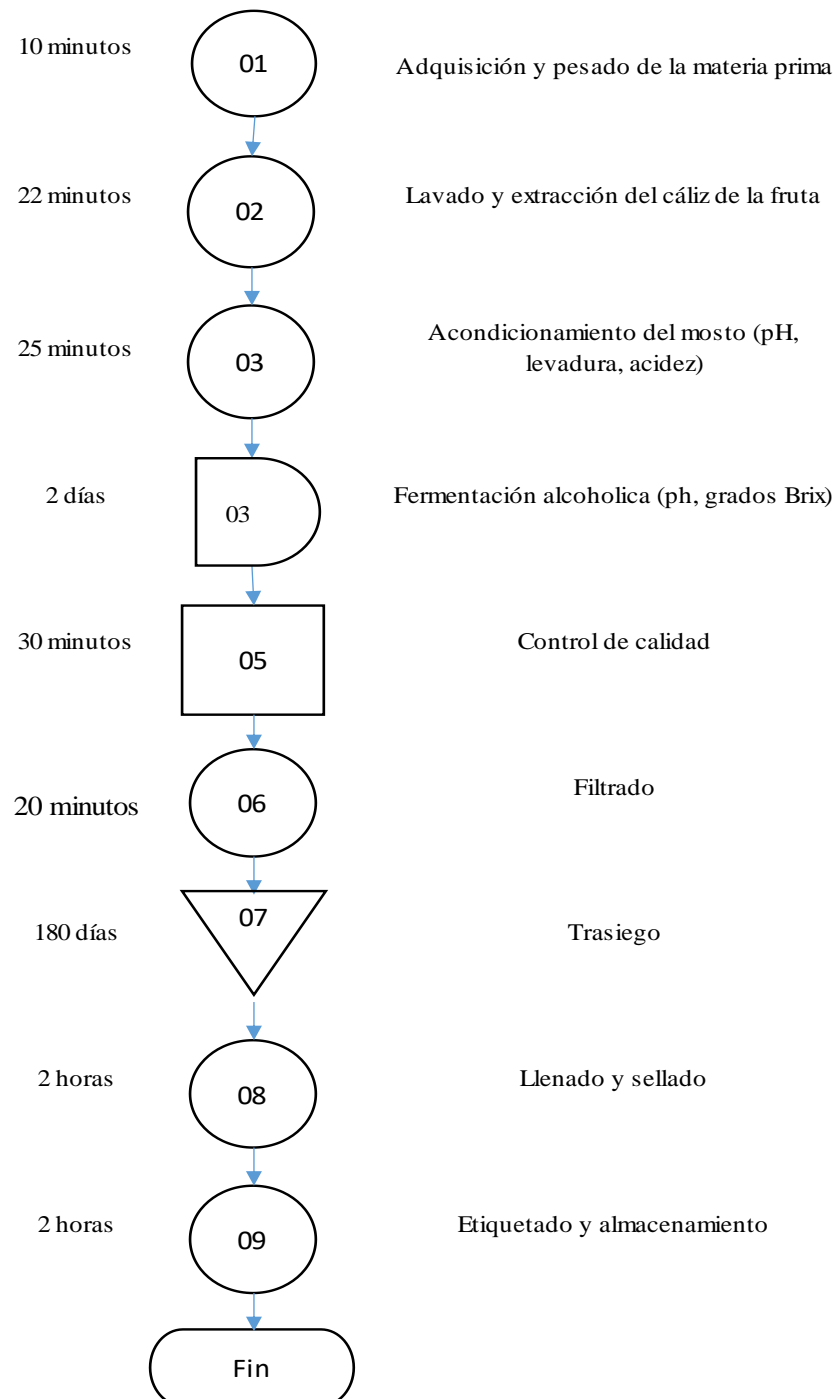 10 minutos
01
Adquisición y pesado de la materia prima
22 minutos
02
Lavado y extracción del cáliz de la fruta
25 minutos
03
Acondicionamiento del mosto (pH,
levadura, acidez)
2 días
03
Fermentación alcoholica (ph, grados Brix)
30 minutos
05
Control de calidad
20 minutos
06
Filtrado
180 días
07
Trasiego
2 horas
08
Llenado y sellado
2 horas
09
Etiquetado y almacenamiento
Fin